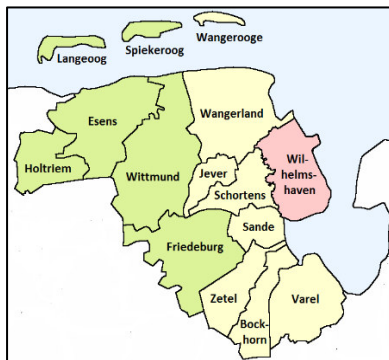 Wangerooge
Spiekeroog
Langeoog
Wangerland
Esens
Wil-
helms-
haven
Holtriem
Wittmund
Jever
Schortens
Sande
Friedeburg
Zetel
Varel
Bock-
horn